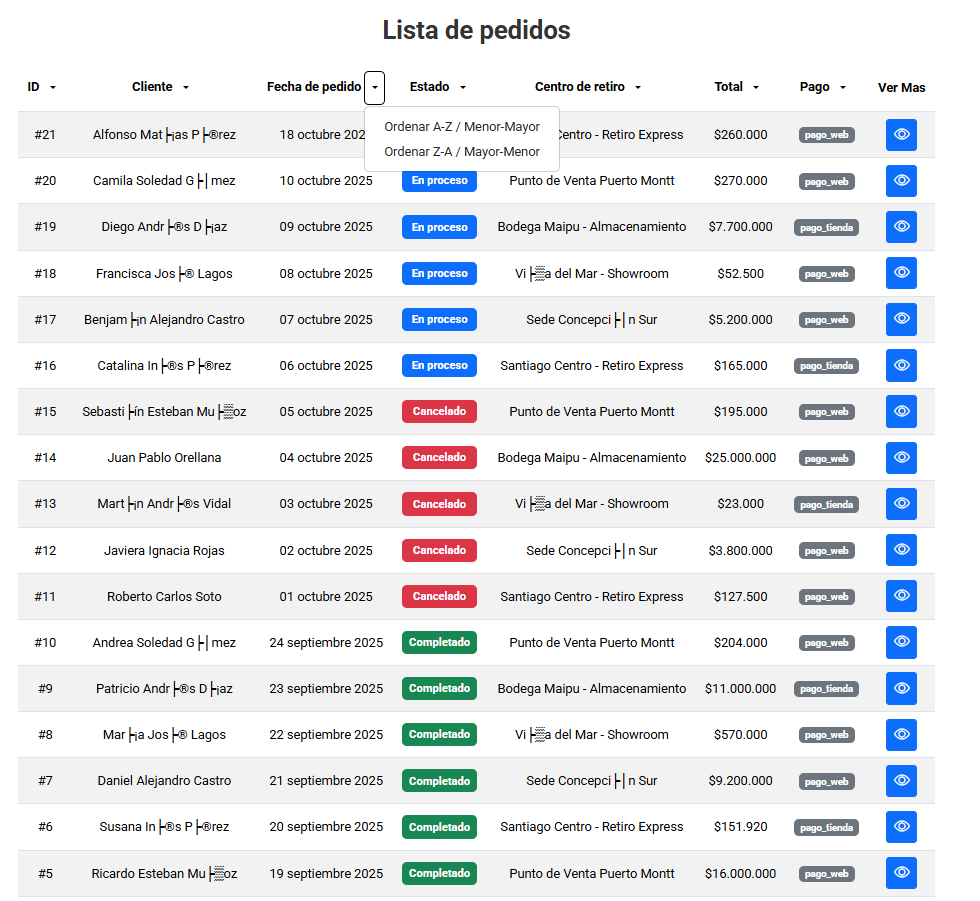 Lista de pedidos
ID Cliente Fecha de pedido Estado Centro de retiro Total Pago Ver Mas
Ordenar A-Z / Menor-Mayor
Ordenar Z-A / Mayor-Menor
#21 Alfonso Mat├¡as P├®rez 18 octubre 202 Centro - Retiro Express $260.000 pago_web
#20 Camila Soledad G├│mez 10 octubre 2025 En proceso Punto de Venta Puerto Montt $270.000 pago_web
#19 Diego Andr├®s D├¡az 09 octubre 2025 En proceso Bodega Maipu - Almacenamiento $7.700.000 pago_tienda
#18 Francisca Jos├® Lagos 08 octubre 2025 En proceso Vi├▒a del Mar - Showroom $52.500 pago_web
#17 Benjam├¡n Alejandro Castro 07 octubre 2025 En proceso Sede Concepci├│n Sur $5.200.000 pago_web
#16 Catalina In├®s P├®rez 06 octubre 2025 En proceso Santiago Centro - Retiro Express $165.000 pago_tienda
#15 Sebasti├ín Esteban Mu├▒oz 05 octubre 2025 Cancelado Punto de Venta Puerto Montt $195.000 pago_web
#14 Juan Pablo Orellana 04 octubre 2025 Cancelado Bodega Maipu - Almacenamiento $25.000.000 pago_web
#13 Mart├¡n Andr├®s Vidal 03 octubre 2025 Cancelado Vi├▒a del Mar - Showroom $23.000 pago_tienda
#12 Javiera Ignacia Rojas 02 octubre 2025 Cancelado Sede Concepci├│n Sur $3.800.000 pago_web
#11 Roberto Carlos Soto 01 octubre 2025 Cancelado Santiago Centro - Retiro Express $127.500 pago_web
#10 Andrea Soledad G├│mez 24 septiembre 2025 Completado Punto de Venta Puerto Montt $204.000 pago_web
#9 Patricio Andr├®s D├¡az 23 septiembre 2025 Completado Bodega Maipu - Almacenamiento $11.000.000 pago_tienda
#8 Mar├¡a Jos├® Lagos 22 septiembre 2025 Completado Vi├▒a del Mar - Showroom $570.000 pago_web
#7 Daniel Alejandro Castro 21 septiembre 2025 Completado Sede Concepci├│n Sur $9.200.000 pago_web
#6 Susana In├®s P├®rez 20 septiembre 2025 Completado Santiago Centro - Retiro Express $151.920 pago_tienda
#5 Ricardo Esteban Mu├▒oz 19 septiembre 2025 Completado Punto de Venta Puerto Montt $16.000.000 pago_web